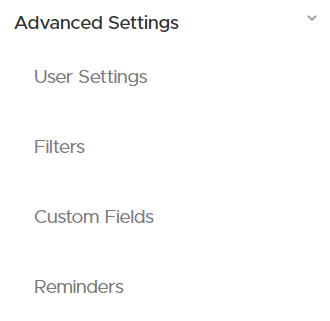 Advanced Settings
User Settings
Filters
Custom Fields
Reminders